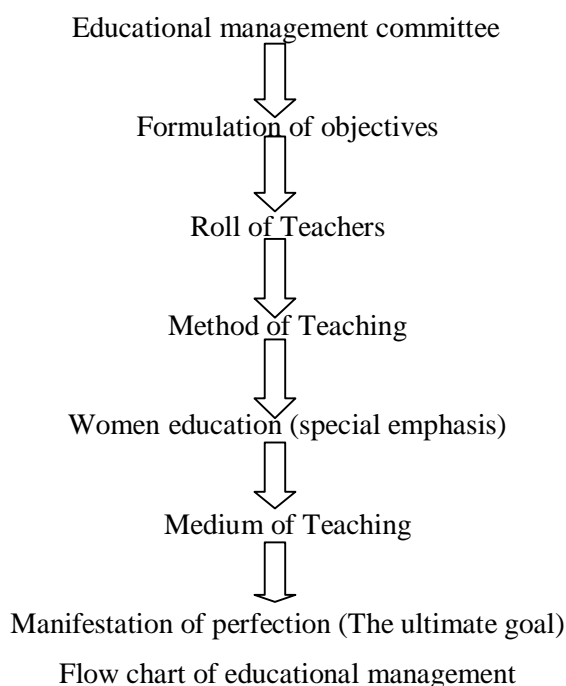 Educational management committee
Formulation of objectives
Roll of Teachers
Method of Teaching
Women education (special emphasis)
Medium of Teaching
Manifestation of perfection (The ultimate goal)
Flow chart of educational management